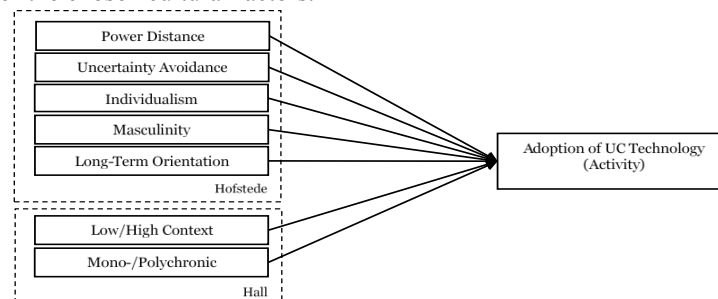 Power Distance
Uncertainty Avoidance
Individualism
Masculinity
Long-Term Orientation
Hofstede
Adoption of UC Technology
(Activity)
Low/High Context
Mono-/Polychronic
Hall